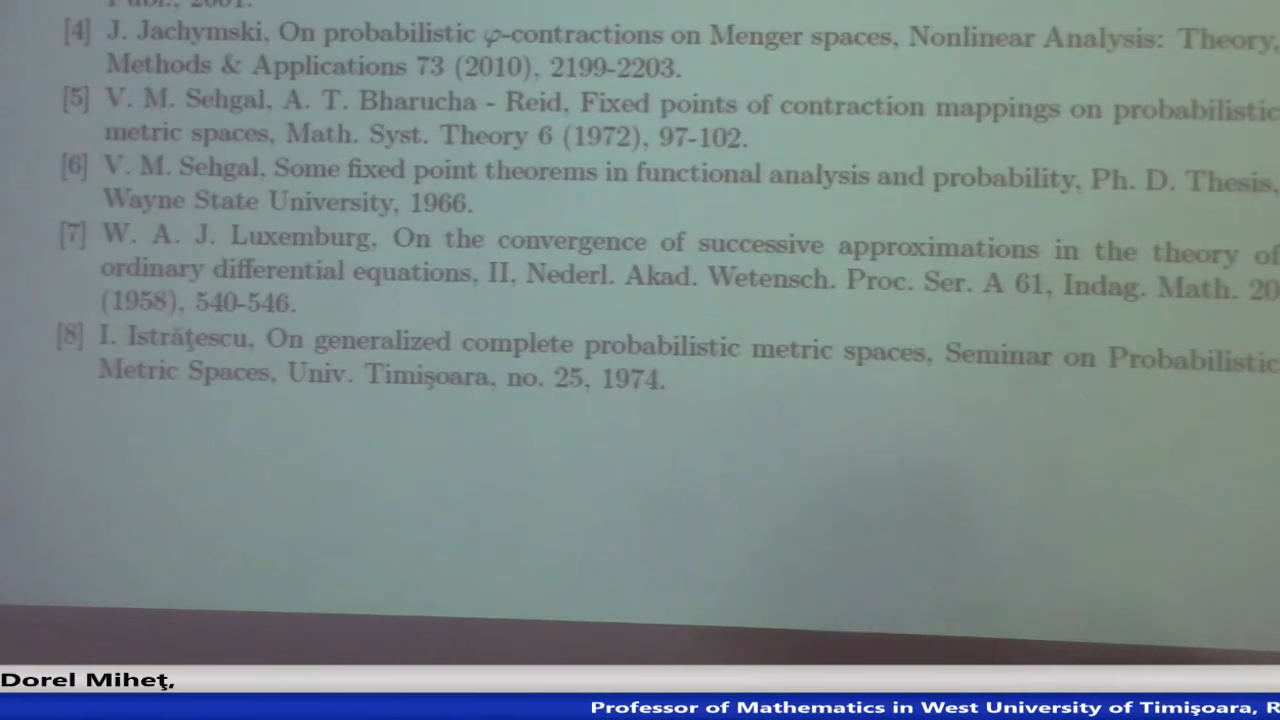 Publ., 2001.
[4] J. Jachymski, On probabilistic φ-contractions on Menger spaces, Nonlinear Analysis: Theory,
Methods & Applications 73 (2010), 2199-2203.
[5] V. M. Sehgal, A. T. Bharucha - Reid, Fixed points of contraction mappings on probabilistic
metric spaces, Math. Syst. Theory 6 (1972), 97-102.
[6] V. M. Sehgal, Some fixed point theorems in functional analysis and probability, Ph. D. Thesis,
Wayne State University, 1966.
[7] W. A. J. Luxemburg, On the convergence of successive approximations in the theory of
ordinary differential equations, II, Nederl. Akad. Wetensch. Proc. Ser. A 61, Indag. Math. 20
(1958), 540-546.
[8] I. Istrăţescu, On generalized complete probabilistic metric spaces, Seminar on Probabilistic
Metric Spaces, Univ. Timişoara, no. 25, 1974.
Dorel Miheţ,
Professor of Mathematics in West University of Timişoara, R